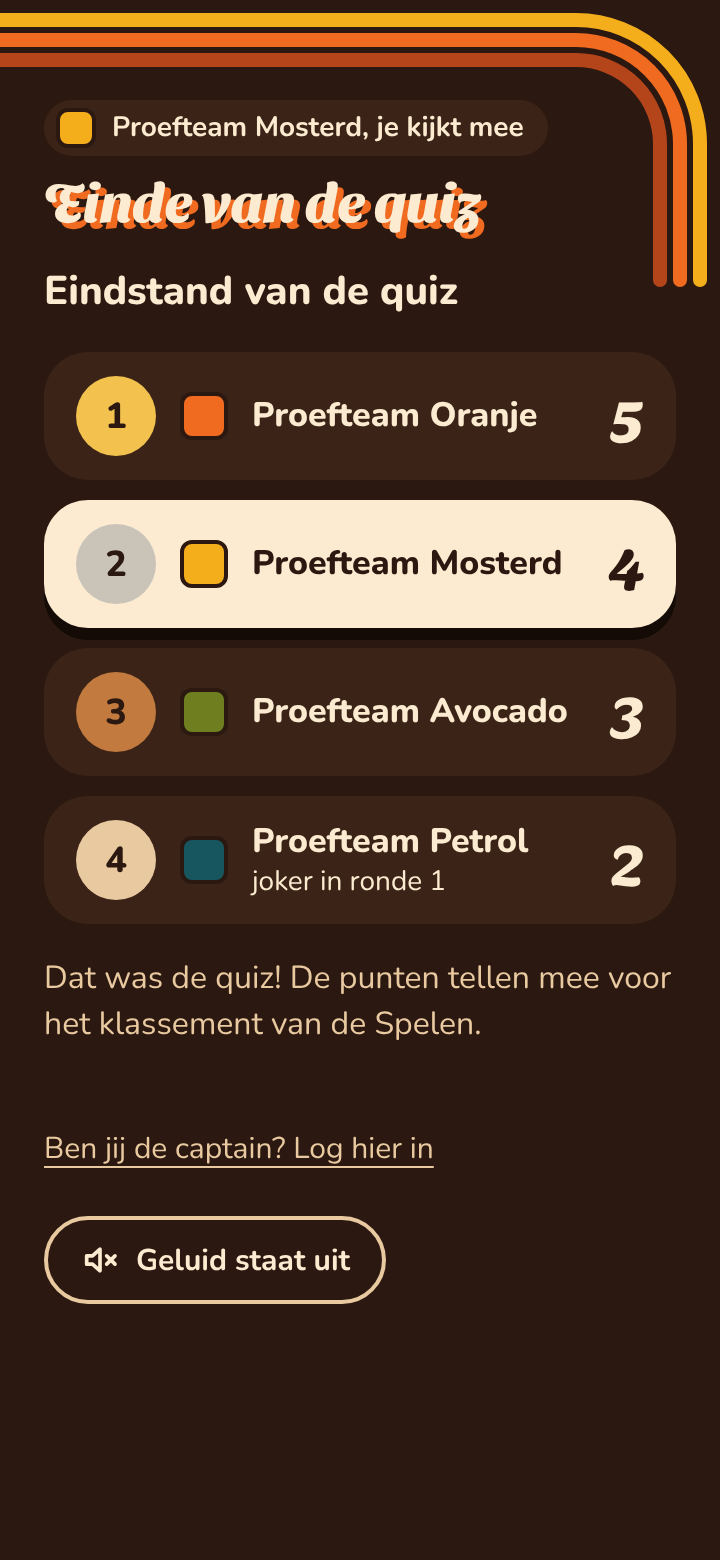 Proefteam Mosterd, je kijkt mee
Einde van de quiz
Eindstand van de quiz
1 Proefteam Oranje 5
2 Proefteam Mosterd 4
3 Proefteam Avocado 3
4 Proefteam Petrol 2
joker in ronde 1
Dat was de quiz! De punten tellen mee voor
het klassement van de Spelen.
Ben jij de captain? Log hier in
Geluid staat uit